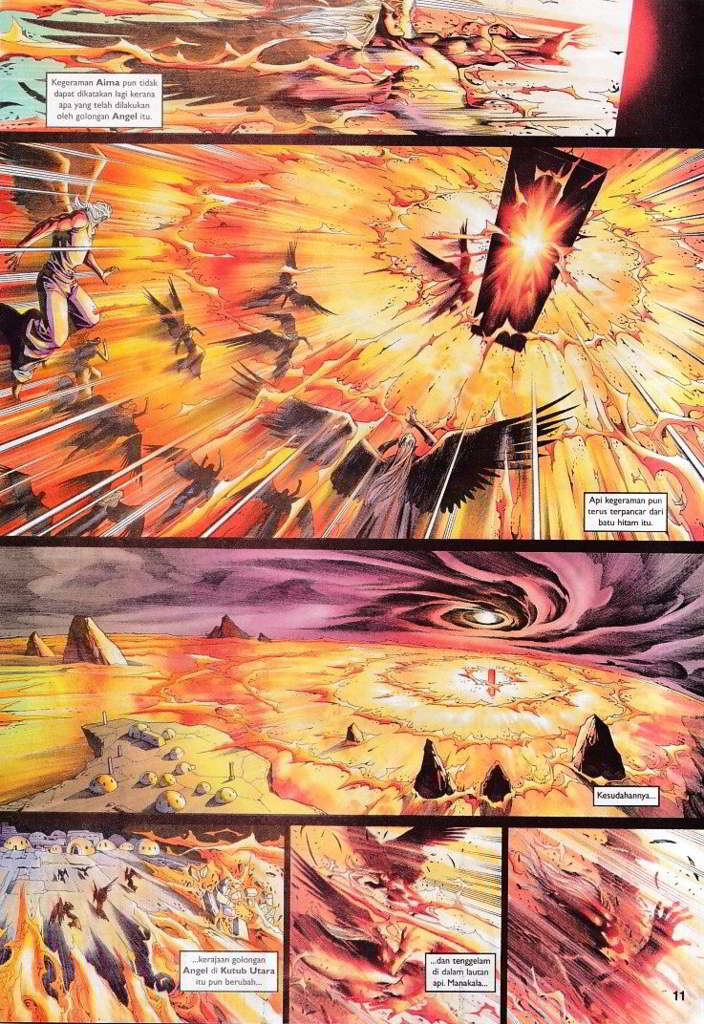 Kegeraman Aima pun tidak
dapat dikatakan lagi kerana
apa yang telah dilakukan
oleh golongan Angel itu.
Api kegeraman pun
terus terpancar dari
batu hitam itu.
Kesudahannya...
...kerajaan golongan
Angel di Kutub Utara
itu pun berubah...
...dan tenggelam
di dalam lautan
api. Manakala...
11